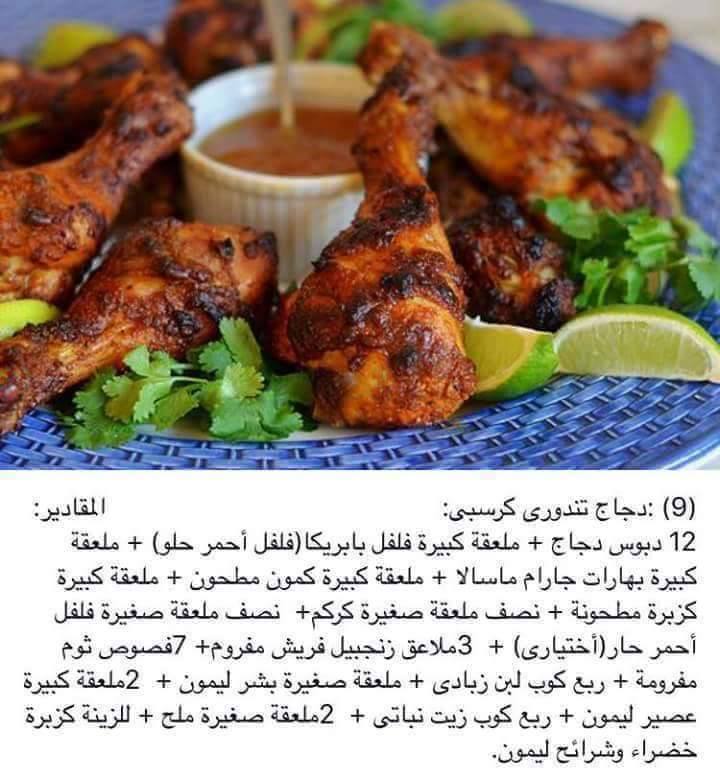 (9) :دجاج تندورى كرسبى: المقادير:
12 دبوس دجاج + ملعقة كبيرة فلفل بابريكا(فلفل أحمر حلو) + ملعقة
كبيرة بهارات جارام ماسالا + ملعقة كبيرة كمون مطحون + ملعقة كبيرة
كزبرة مطحونة + نصف ملعقة صغيرة كركم+ نصف ملعقة صغيرة فلفل
أحمر حار(أختيارى) + 3ملاعق زنجبيل فريش مفروم+ 7فصوص ثوم
مفرومة + ربع كوب لبن زبادى + ملعقة صغيرة بشر ليمون + 2ملعقة كبيرة
عصير ليمون + ربع كوب زيت نباتى + 2ملعقة صغيرة ملح + للزينة كزبرة
خضراء وشرائح ليمون.